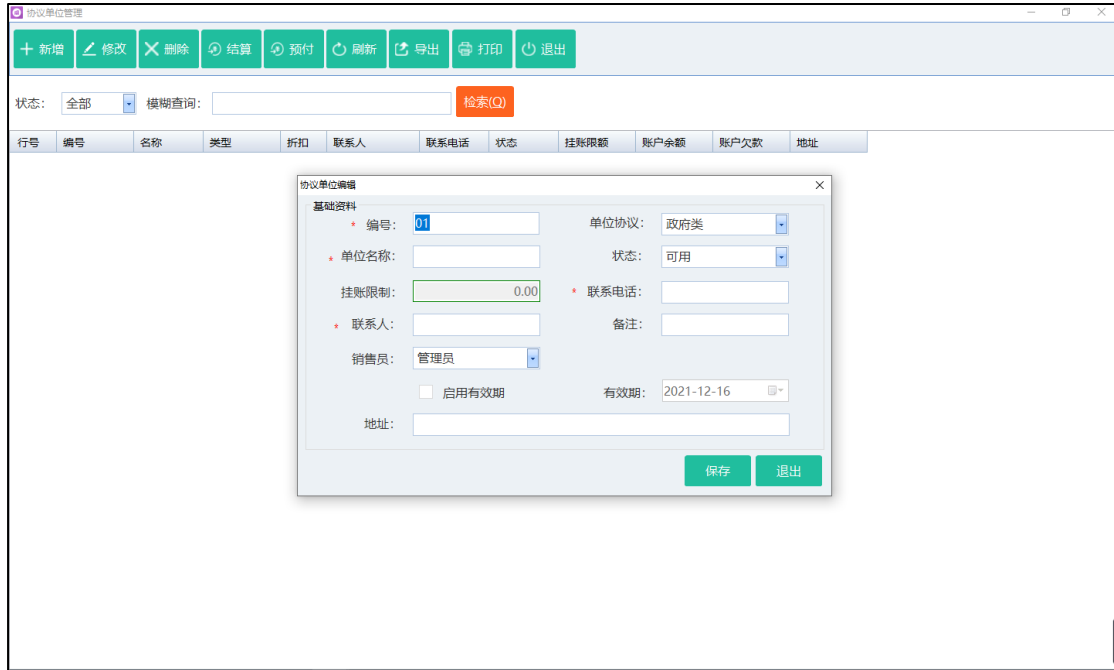 协议单位管理
新增 修改 删除 结算 预付 刷新 导出 打印 退出
状态： 全部 模糊查询： 检索(Q)
行号 编号 名称 类型 折扣 联系人 联系电话 状态 挂账限额 账户余额 账户欠款 地址
协议单位编辑
基础资料
* 编号： 01 单位协议： 政府类
* 单位名称： 状态： 可用
挂账限制： 0.00 * 联系电话：
* 联系人： 备注：
销售员： 管理员
启用有效期 有效期： 2021-12-16
地址：
保存 退出